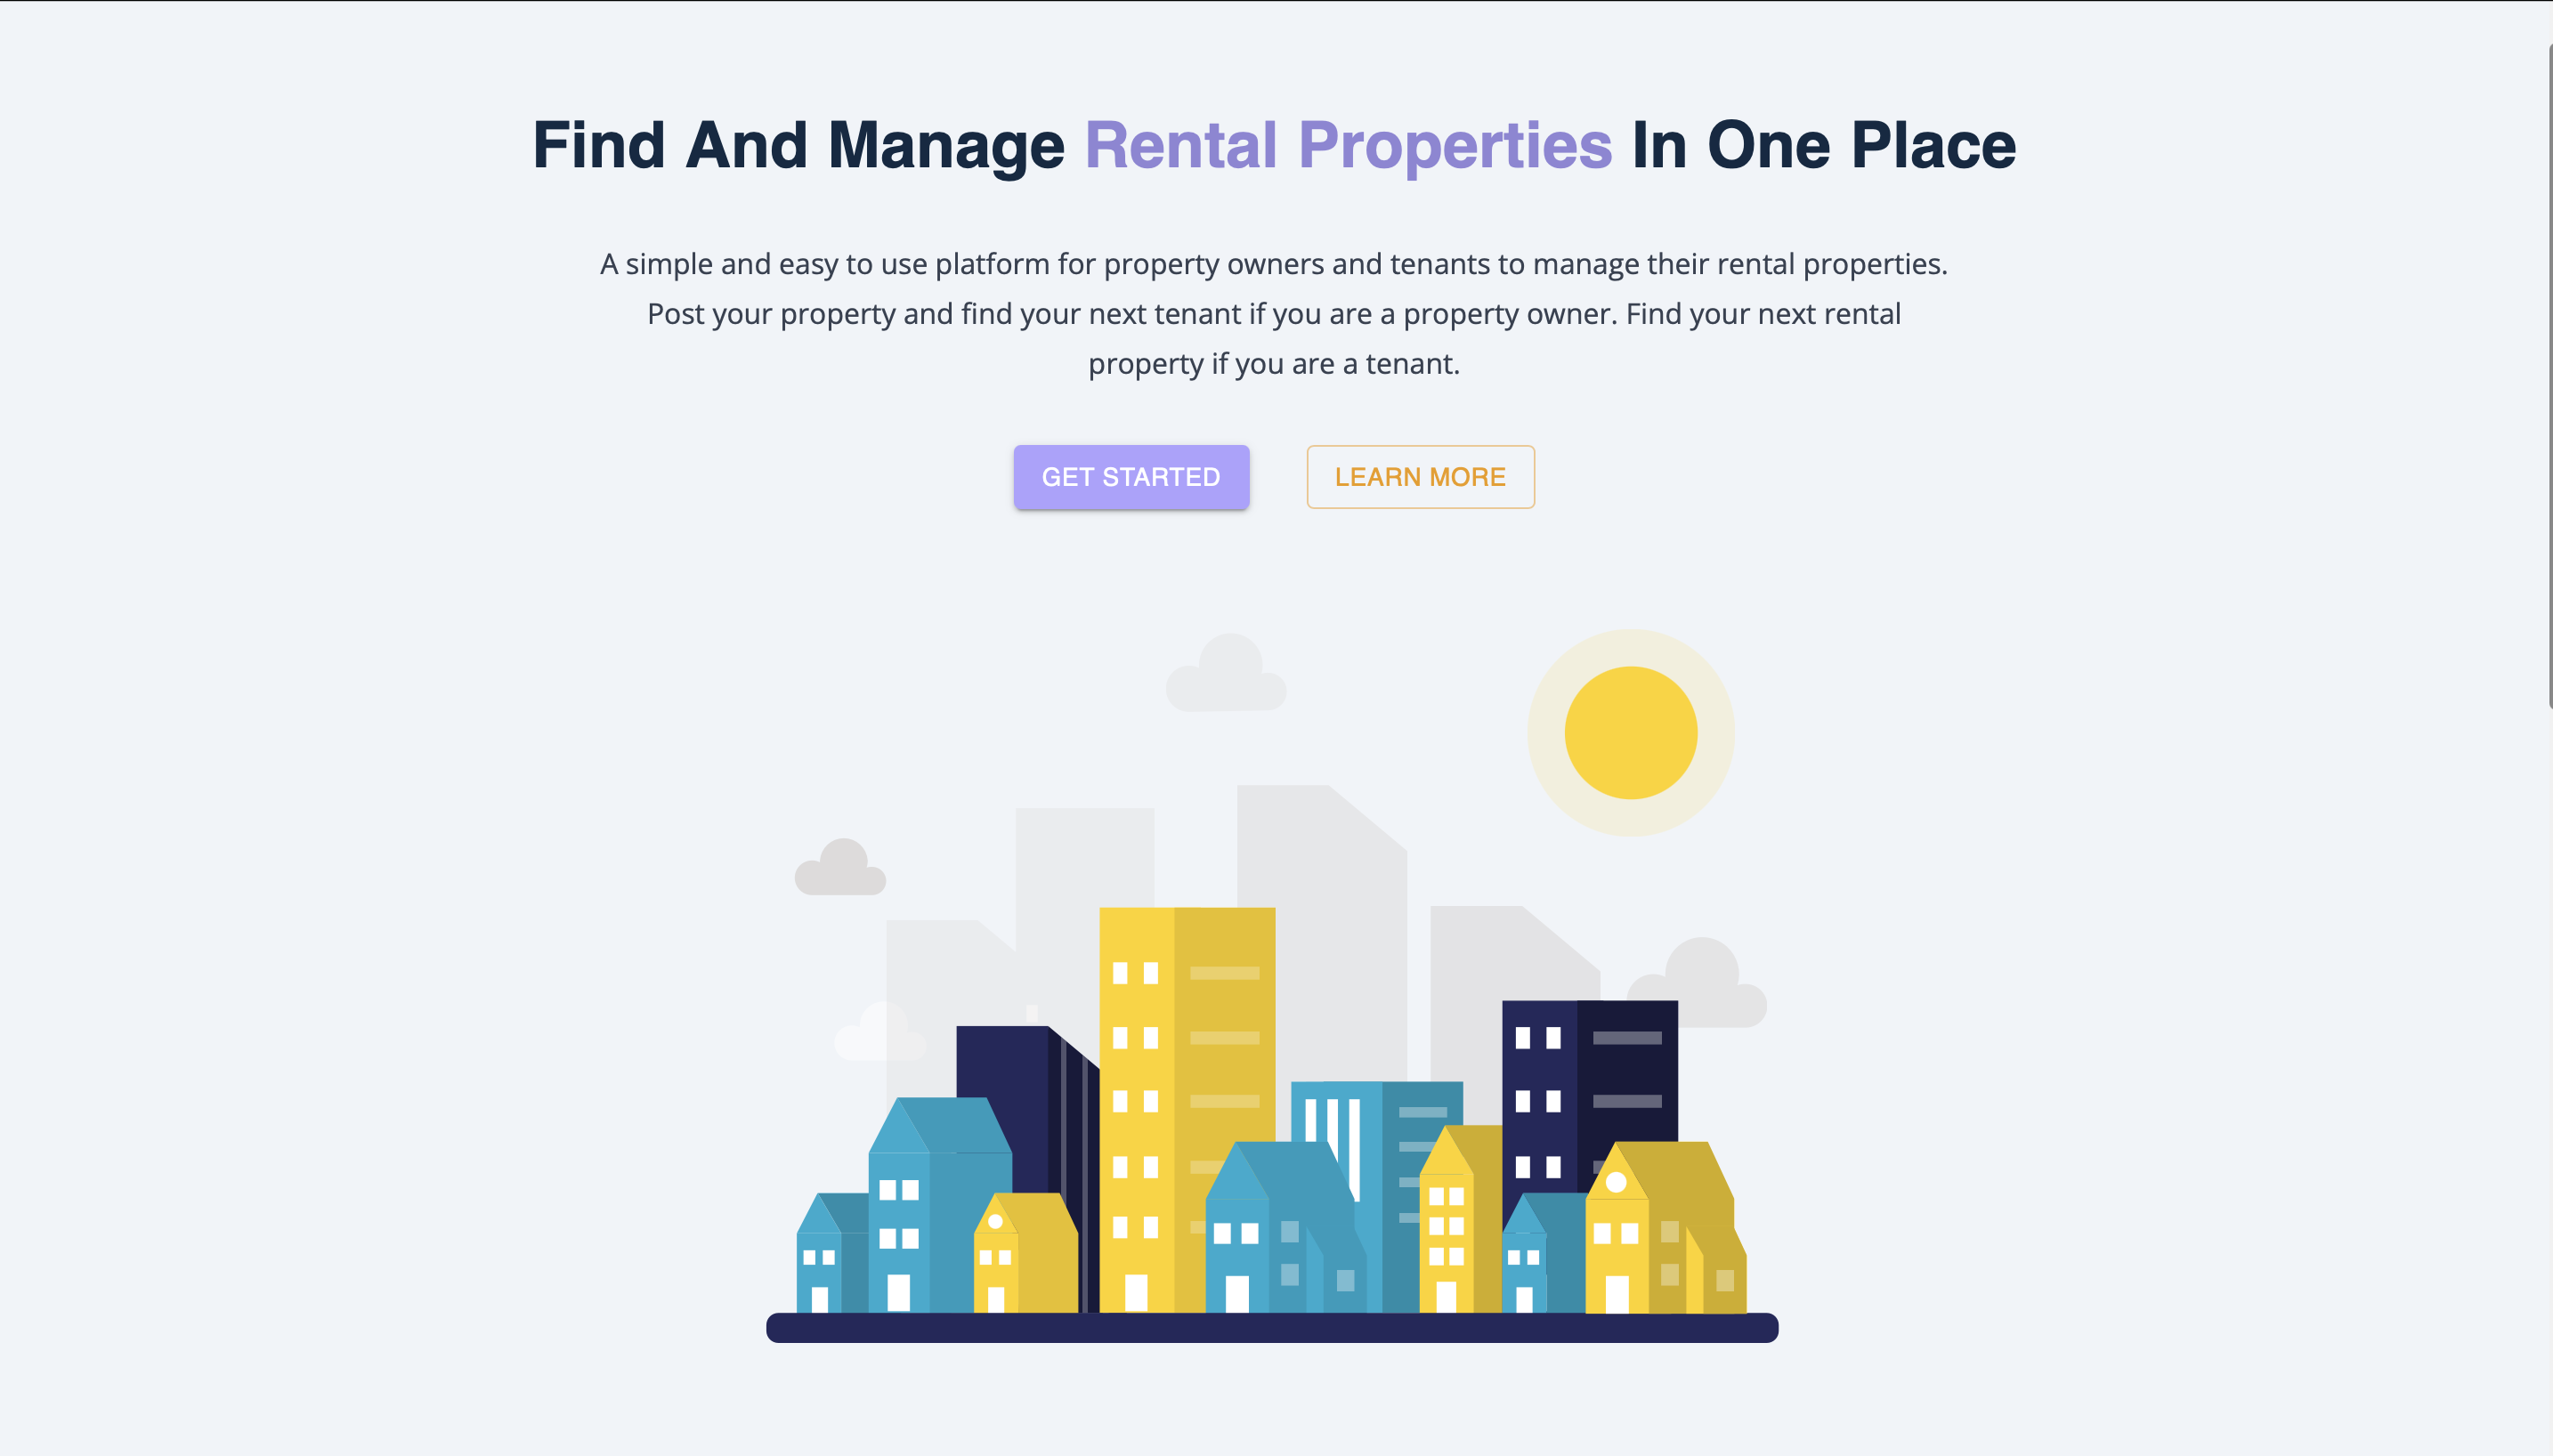 Find And Manage Rental Properties In One Place
A simple and easy to use platform for property owners and tenants to manage their rental properties.
Post your property and find your next tenant if you are a property owner. Find your next rental
property if you are a tenant.
GET STARTED
LEARN MORE